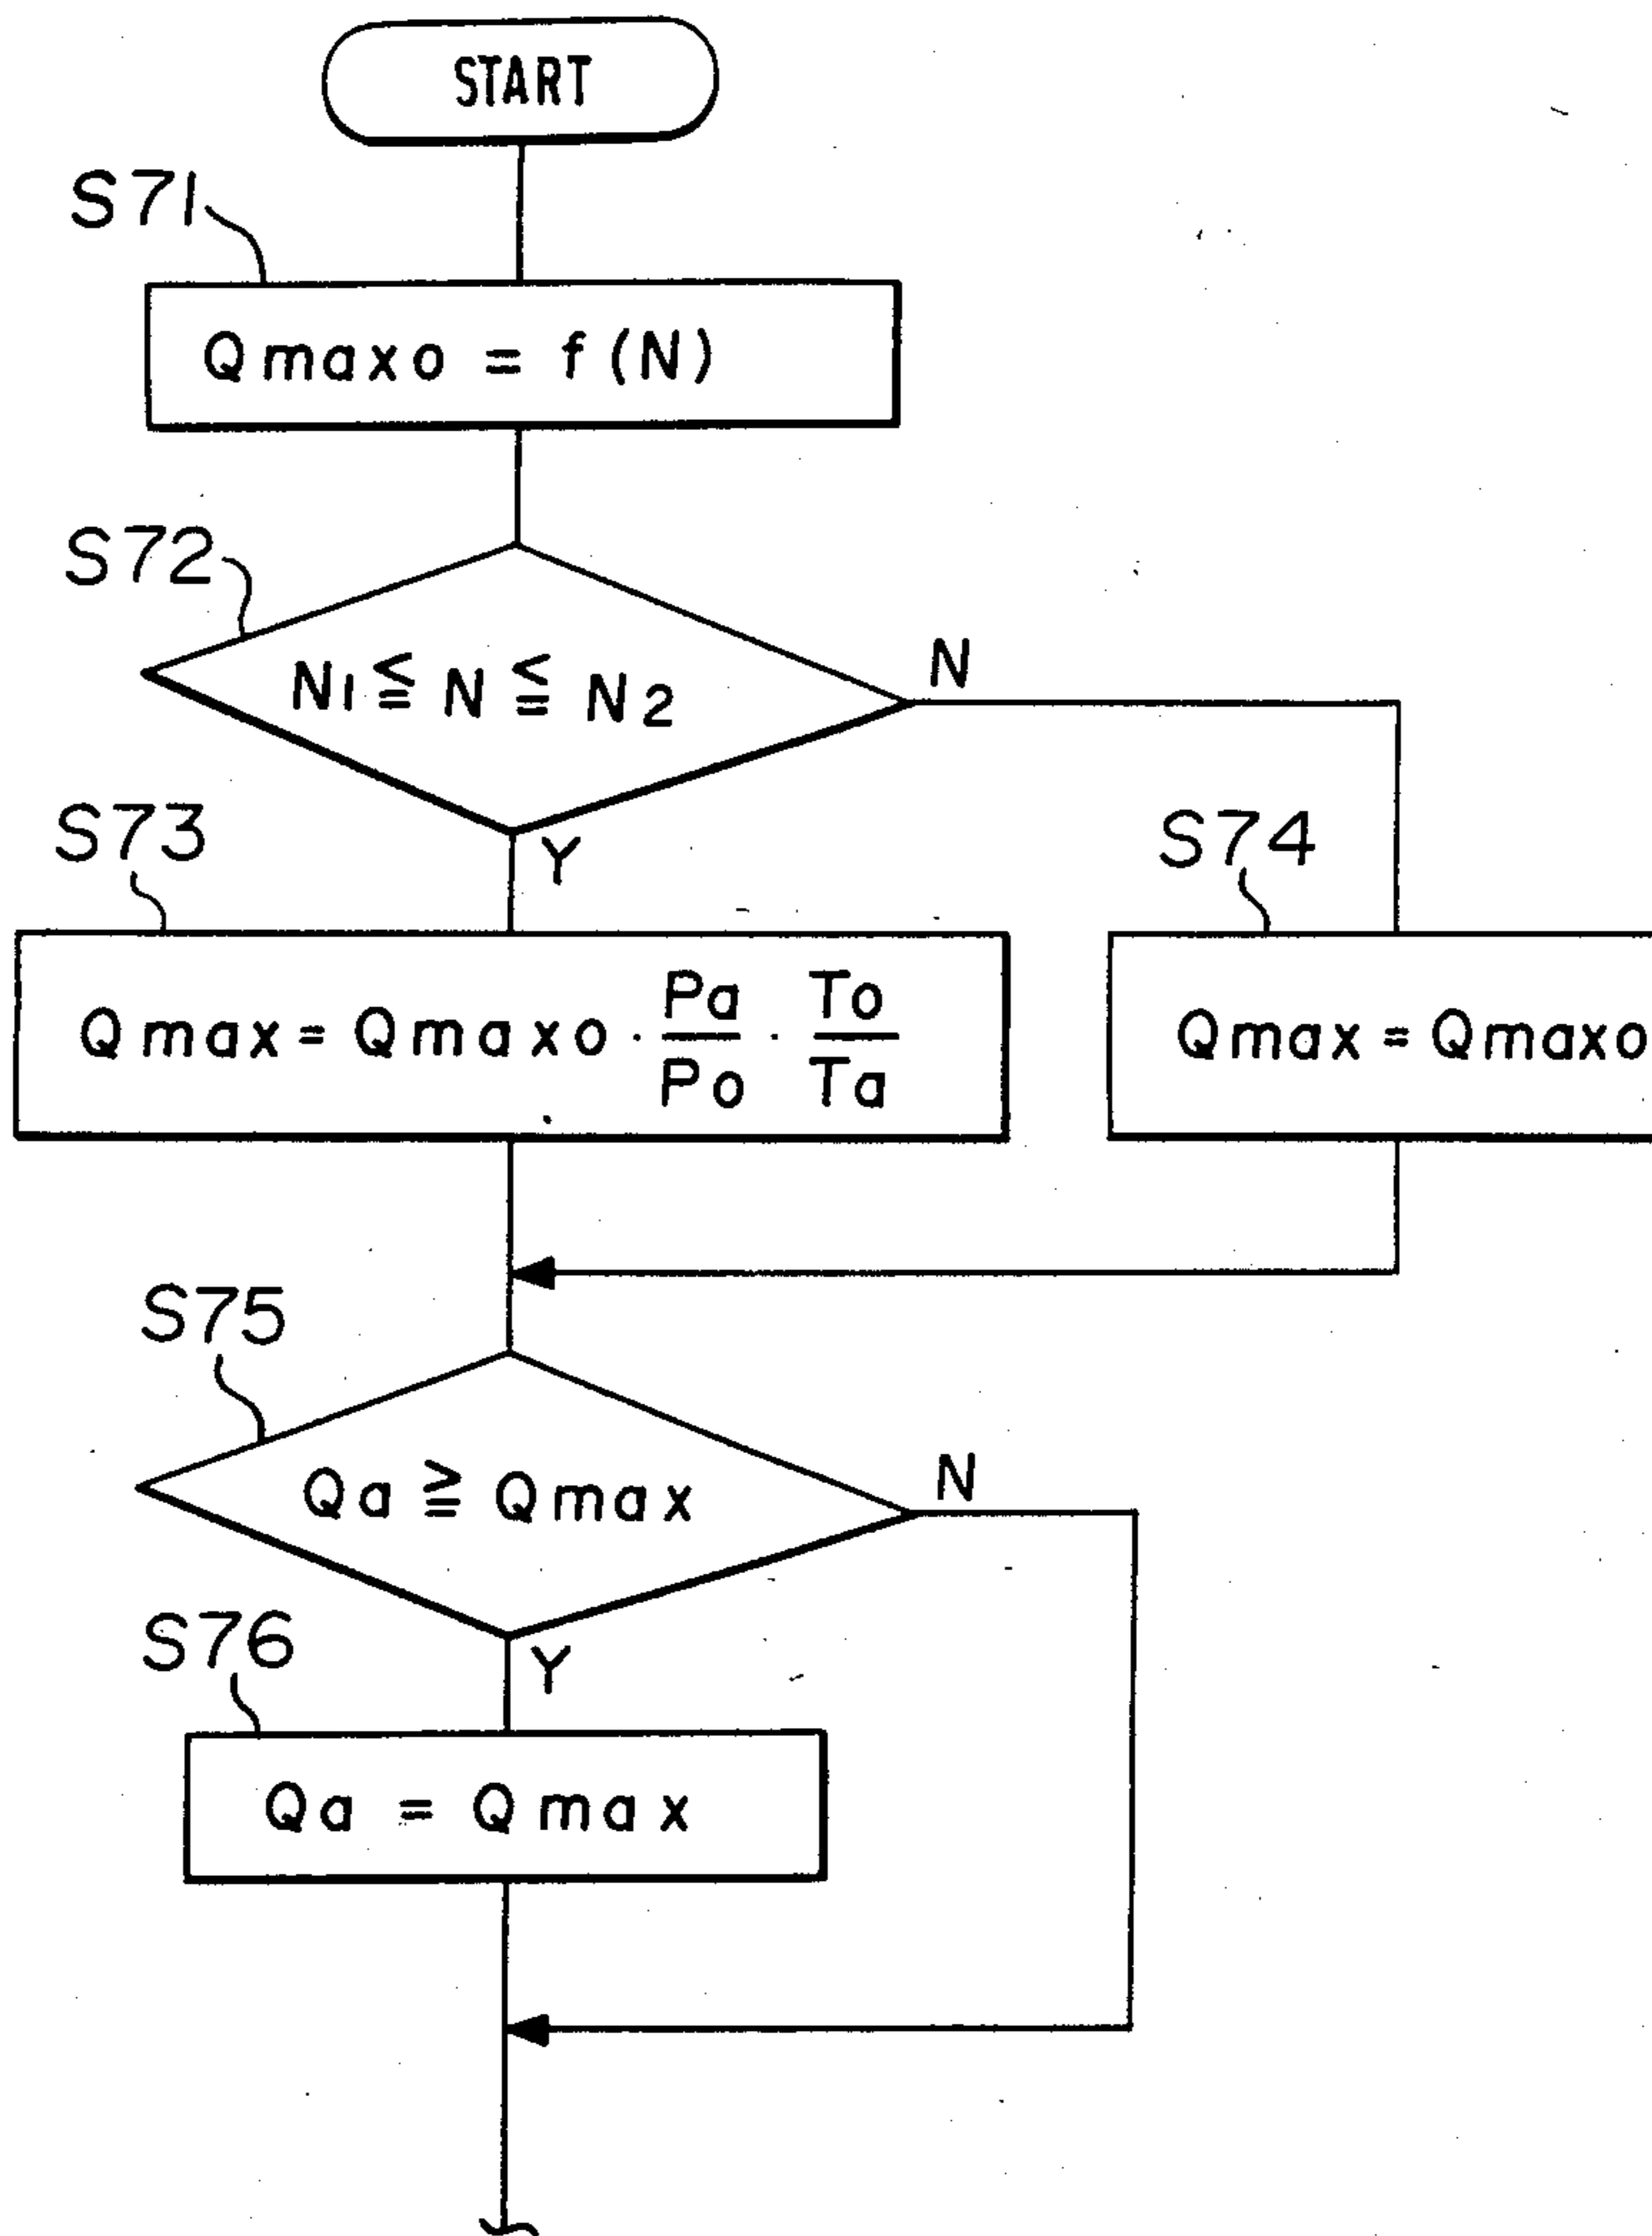 START
S71
Qmaxo = f(N)
S72
N1 ≦ N ≦ N2
N
Y
S73
Qmax = Qmaxo · Pa/Po · To/Ta
S74
Qmax = Qmaxo
S75
Qa ≧ Qmax
N
Y
S76
Qa = Qmax